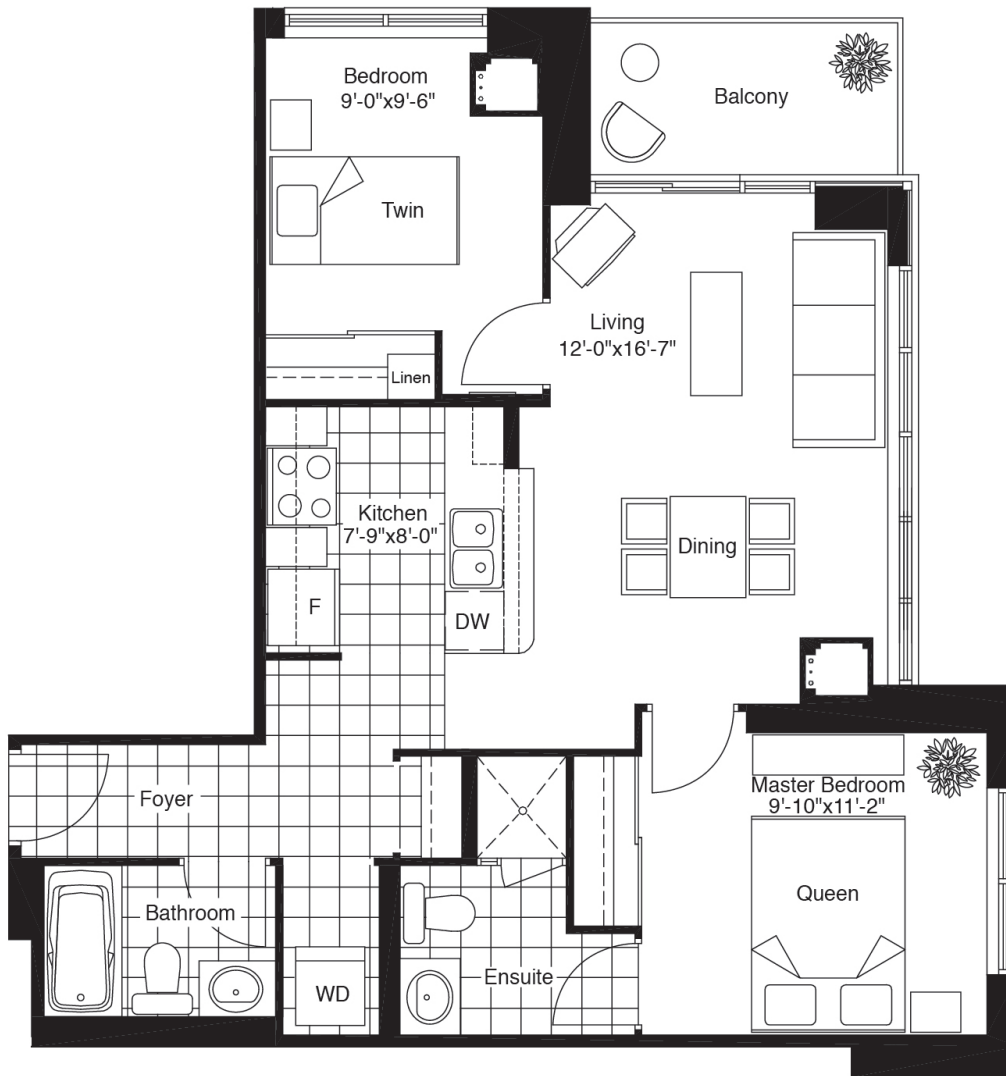 Bedroom
9'-0"x9'-6"
Balcony
Twin
Living
12'-0"x16'-7"
Linen
Kitchen
7'-9"x8'-0"
Dining
F
DW
Foyer
Master Bedroom
9'-10"x11'-2"
Queen
Bathroom
Ensuite
WD